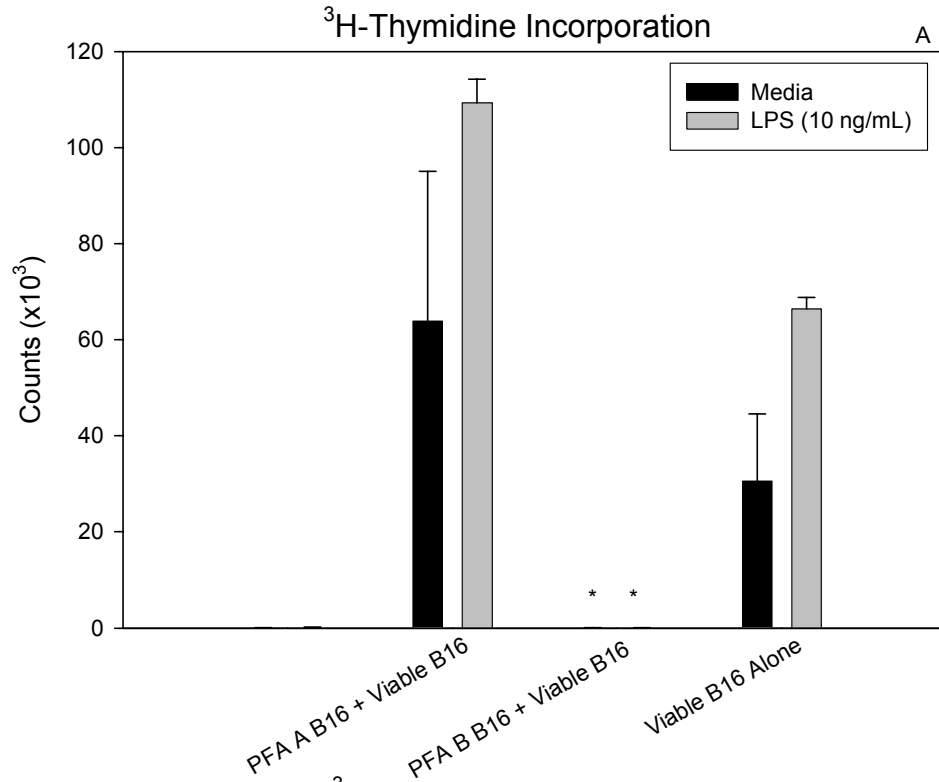 ³H-Thymidine Incorporation
A
Media
LPS (10 ng/mL)
Counts (x10³)
120
100
80
60
40
20
0
* *
PFA A B16 + Viable B16
PFA B B16 + Viable B16
Viable B16 Alone
3